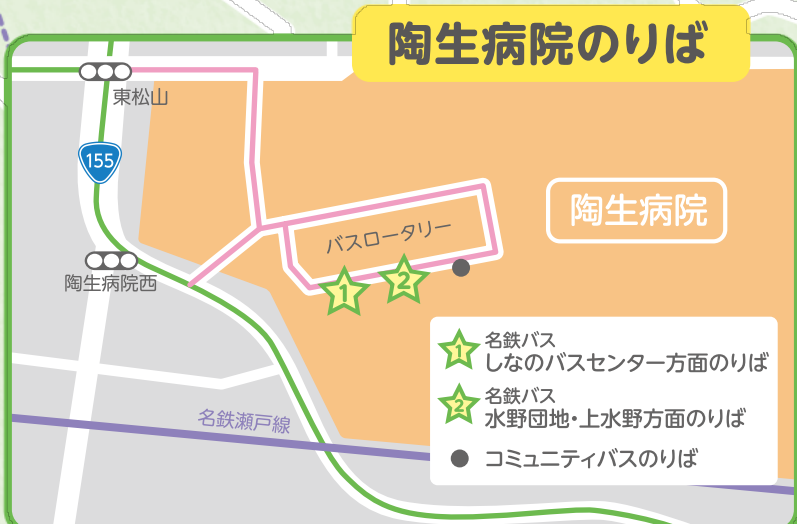 陶生病院のりば
東松山
155
陶生病院
バスロータリー
陶生病院西
1
2
1
名鉄バス
しなのバスセンター方面のりば
2
名鉄バス
水野団地・上水野方面のりば
コミュニティバスのりば
名鉄瀬戸線